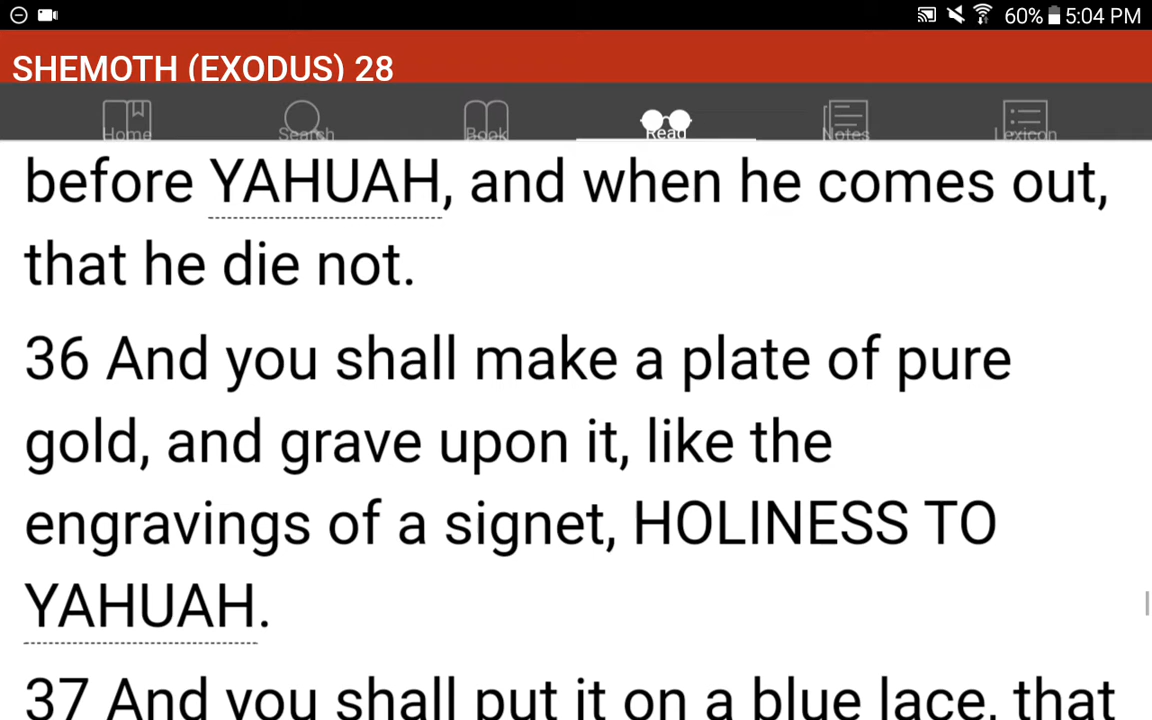 60% 5:04 PM
SHEMOTH (EXODUS) 28
Home Search Book Read Notes Lexicon
before YAHUAH, and when he comes out,
that he die not.
36 And you shall make a plate of pure
gold, and grave upon it, like the
engravings of a signet, HOLINESS TO
YAHUAH.
37 And you shall put it on a blue lace, that